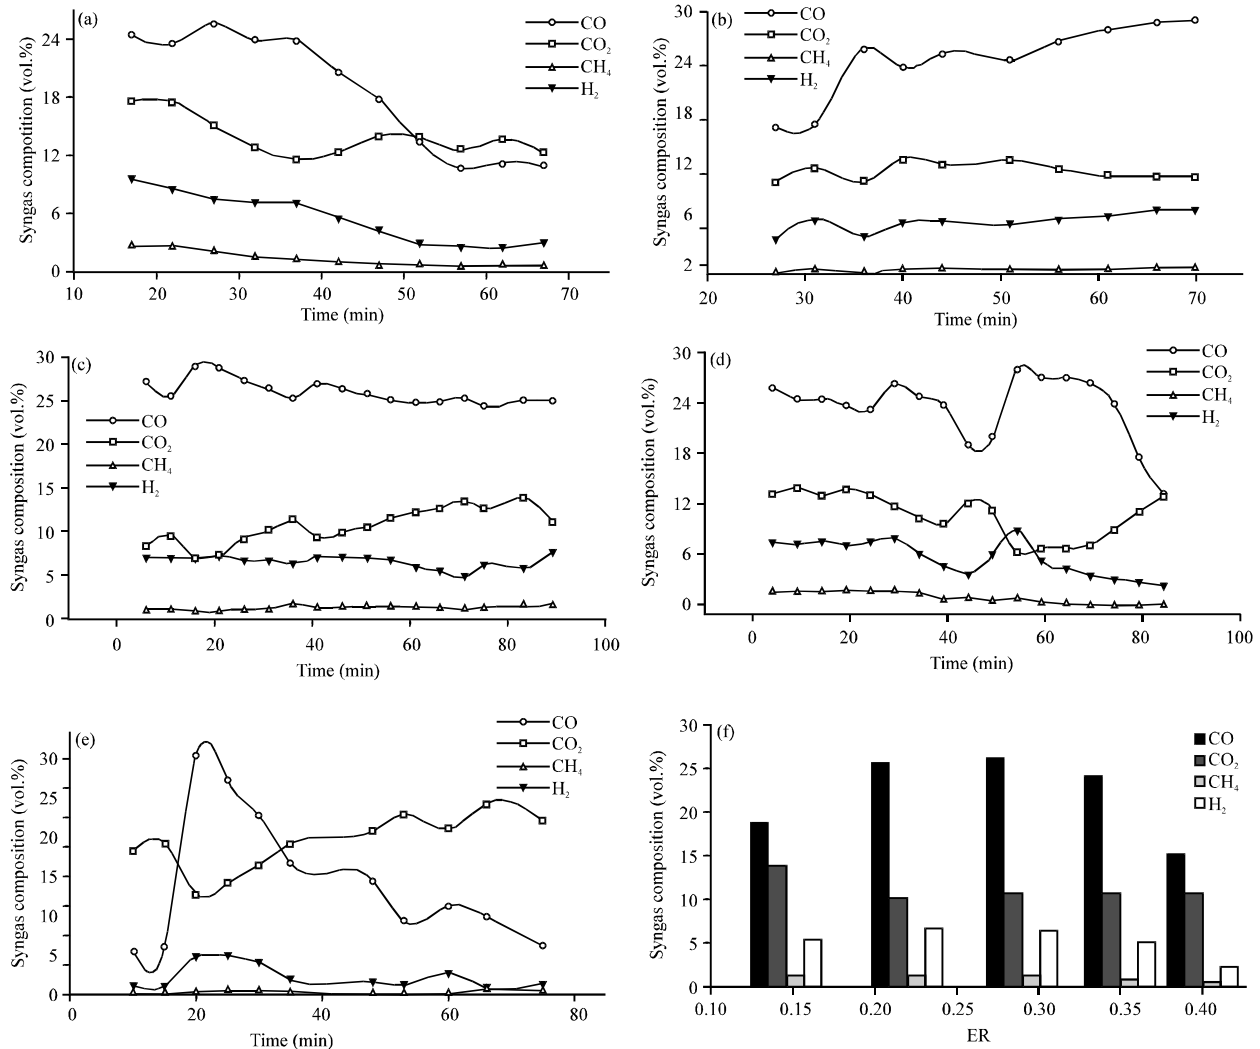 (a)
CO
CO2
CH4
H2
Syngas compotition (vol.%)
24
18
12
6
0
10 20 30 40 50 60 70
Time (min)
(b)
CO
CO2
CH4
H2
Syngas composition (vol.%)
30
24
18
12
6
2
20 30 40 50 60 70
Time (min)
(c)
CO
CO2
CH4
H2
Syngas composition (vol.%)
30
25
20
15
10
5
0
0 20 40 60 80 100
Time (min)
(d)
CO
CO2
CH4
H2
Syngas composition (vol.%)
30
24
18
12
6
0
0 20 40 60 80 100
Time (min)
(e)
CO
CO2
CH4
H2
Syngas composition (vol.%)
30
25
20
15
10
5
0
0 20 40 60 80
Time (min)
(f)
CO
CO2
CH4
H2
Syngas composition (vol.%)
30
25
20
15
10
5
0
0.10 0.15 0.20 0.25 0.30 0.35 0.40
ER